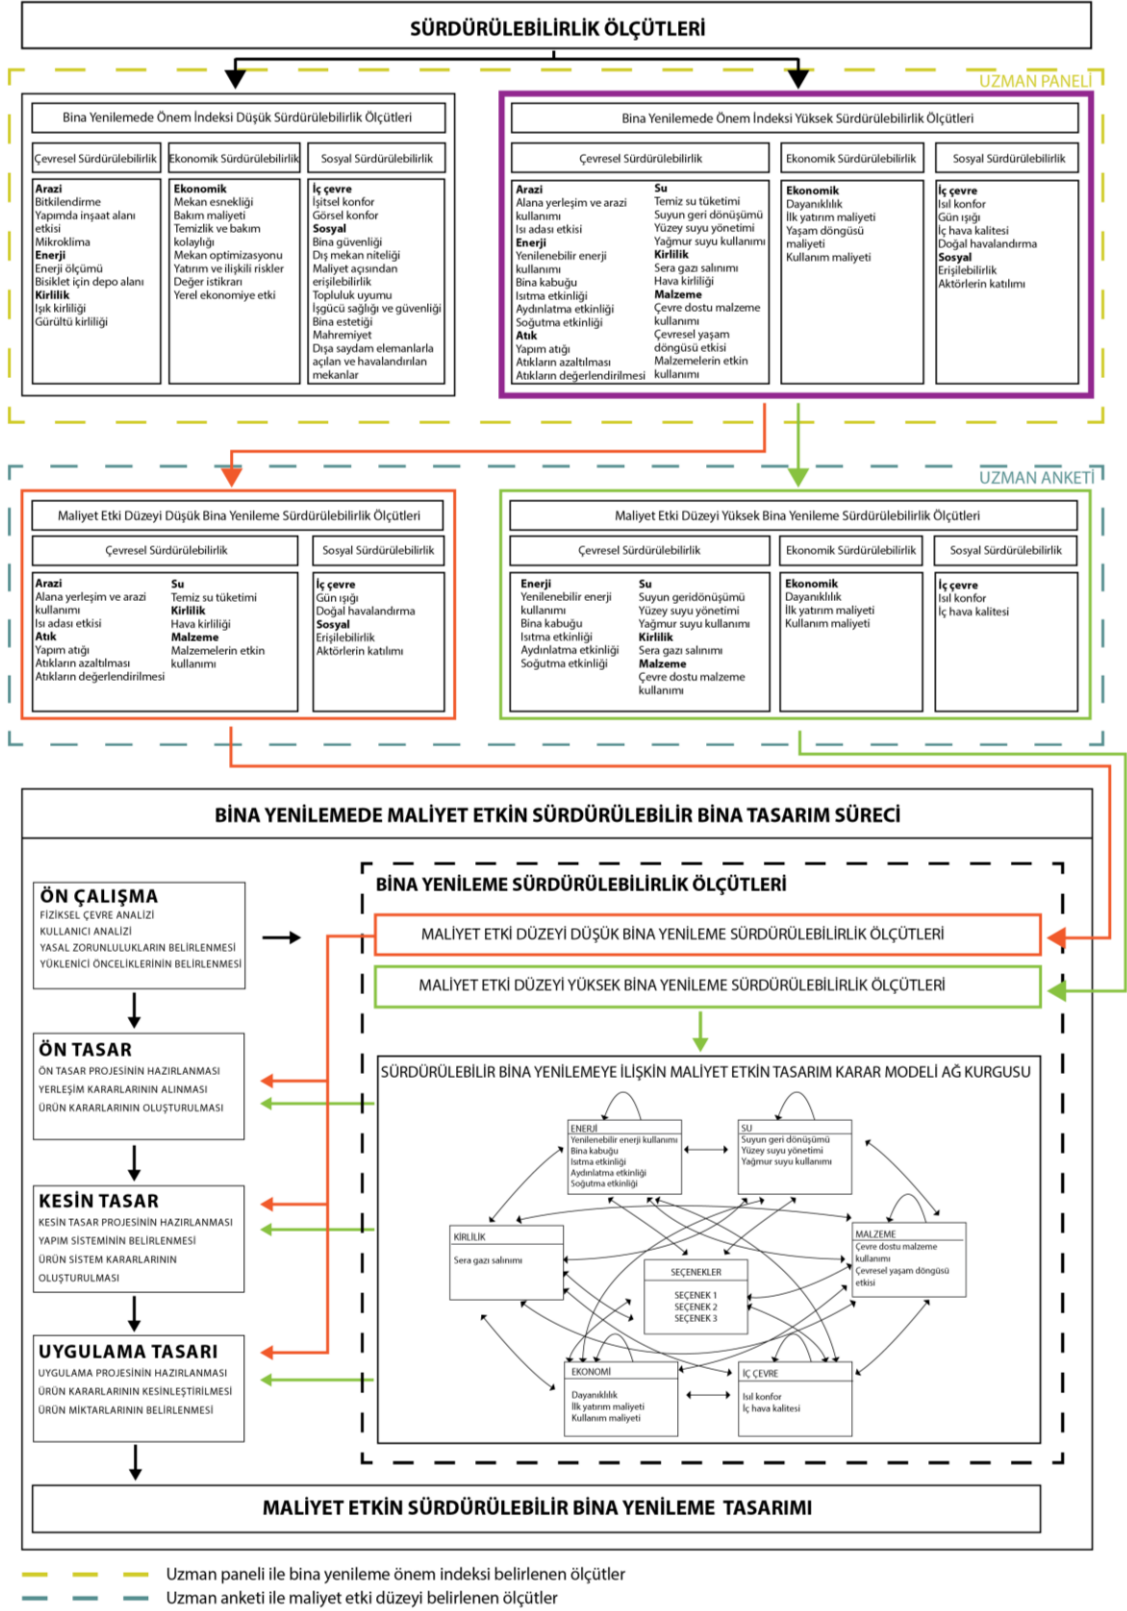 SÜRDÜRÜLEBİLİRLİK ÖLÇÜTLERİ
UZMAN PANELİ
Bina Yenilemede Önem İndeksi Düşük Sürdürülebilirlik Ölçütleri
Çevresel Sürdürülebilirlik
Arazi
Bitkilendirme
Yapımda inşaat alanı
etkisi
Mikroklima
Enerji
Enerji ölçümü
Bisiklet için depo alanı
Kirlilik
Işık kirliliği
Gürültü kirliliği
Ekonomik Sürdürülebilirlik
Ekonomik
Mekan esnekliği
Bakım maliyeti
Temizlik ve bakım
kolaylığı
Mekan optimizasyonu
Yatırım ve ilişkili riskler
Değer istikrarı
Yerel ekonomiye etki
Sosyal Sürdürülebilirlik
İç çevre
İşitsel konfor
Görsel konfor
Sosyal
Bina güvenliği
Dış mekan niteliği
Maliyet açısından
erişilebilirlik
Topluluk uyumu
İşgücü sağlığı ve güvenliği
Bina estetiği
Mahremiyet
Dışa saydam elemanlarla
açılan ve havalandırılan
mekanlar
Bina Yenilemede Önem İndeksi Yüksek Sürdürülebilirlik Ölçütleri
Çevresel Sürdürülebilirlik
Arazi
Alana yerleşim ve arazi
kullanımı
Isı adası etkisi
Enerji
Yenilenebilir enerji
kullanımı
Bina kabuğu
Isıtma etkinliği
Aydınlatma etkinliği
Soğutma etkinliği
Atık
Yapım atığı
Atıkların azaltılması
Atıkların değerlendirilmesi
Su
Temiz su tüketimi
Suyun geri dönüşümü
Yüzey suyu yönetimi
Yağmur suyu kullanımı
Kirlilik
Sera gazı salınımı
Hava kirliliği
Malzeme
Çevre dostu malzeme
kullanımı
Çevresel yaşam
döngüsü etkisi
Malzemelerin etkin
kullanımı
Ekonomik Sürdürülebilirlik
Ekonomik
Dayanıklılık
İlk yatırım maliyeti
Yaşam döngüsü
maliyeti
Kullanım maliyeti
Sosyal Sürdürülebilirlik
İç çevre
Isıl konfor
Gün ışığı
İç hava kalitesi
Doğal havalandırma
Sosyal
Erişilebilirlik
Aktörlerin katılımı
UZMAN ANKETİ
Maliyet Etki Düzeyi Düşük Bina Yenileme Sürdürülebilirlik Ölçütleri
Çevresel Sürdürülebilirlik
Arazi
Alana yerleşim ve arazi
kullanımı
Isı adası etkisi
Atık
Yapım atığı
Atıkların azaltılması
Atıkların değerlendirilmesi
Su
Temiz su tüketimi
Kirlilik
Hava kirliliği
Malzeme
Malzemelerin etkin
kullanımı
Sosyal Sürdürülebilirlik
İç çevre
Gün ışığı
Doğal havalandırma
Sosyal
Erişilebilirlik
Aktörlerin katılımı
Maliyet Etki Düzeyi Yüksek Bina Yenileme Sürdürülebilirlik Ölçütleri
Çevresel Sürdürülebilirlik
Enerji
Yenilenebilir enerji
kullanımı
Bina kabuğu
Isıtma etkinliği
Aydınlatma etkinliği
Soğutma etkinliği
Su
Suyun geridönüşümü
Yüzey suyu yönetimi
Yağmur suyu kullanımı
Kirlilik
Sera gazı salınımı
Malzeme
Çevre dostu malzeme
kullanımı
Ekonomik Sürdürülebilirlik
Ekonomik
Dayanıklılık
İlk yatırım maliyeti
Kullanım maliyeti
Sosyal Sürdürülebilirlik
İç çevre
Isıl konfor
İç hava kalitesi
BİNA YENİLEMEDE MALİYET ETKİN SÜRDÜRÜLEBİLİR BİNA TASARIM SÜRECİ
ÖN ÇALIŞMA
FİZİKSEL ÇEVRE ANALİZİ
KULLANICI ANALİZİ
YASAL ZORUNLULUKLARIN BELİRLENMESİ
YÜKLENİCİ ÖNCELİKLERİNİN BELİRLENMESİ
ÖN TASAR
ÖN TASAR PROJESİNİN HAZIRLANMASI
YERLEŞİM KARARLARININ ALINMASI
ÜRÜN KARARLARININ OLUŞTURULMASI
KESİN TASAR
KESİN TASAR PROJESİNİN HAZIRLANMASI
YAPIM SİSTEMİNİN BELİRLENMESİ
ÜRÜN SİSTEM KARARLARININ
OLUŞTURULMASI
UYGULAMA TASARI
UYGULAMA PROJESİNİN HAZIRLANMASI
ÜRÜN KARARLARININ KESİNLEŞTİRİLMESİ
ÜRÜN MİKTARLARININ BELİRLENMESİ
BİNA YENİLEME SÜRDÜRÜLEBİLİRLİK ÖLÇÜTLERİ
MALİYET ETKİ DÜZEYİ DÜŞÜK BİNA YENİLEME SÜRDÜRÜLEBİLİRLİK ÖLÇÜTLERİ
MALİYET ETKİ DÜZEYİ YÜKSEK BİNA YENİLEME SÜRDÜRÜLEBİLİRLİK ÖLÇÜTLERİ
SÜRDÜRÜLEBİLİR BİNA YENİLEMEYE İLİŞKİN MALİYET ETKİN TASARIM KARAR MODELİ AĞ KURGUSU
ENERJİ
Yenilenebilir enerji kullanımı
Bina kabuğu
Isıtma etkinliği
Aydınlatma etkinliği
Soğutma etkinliği
SU
Suyun geri dönüşümü
Yüzey suyu yönetimi
Yağmur suyu kullanımı
KİRLİLİK
Sera gazı salınımı
MALZEME
Çevre dostu malzeme
kullanımı
Çevresel yaşam döngüsü
etkisi
SEÇENEKLER
SEÇENEK 1
SEÇENEK 2
SEÇENEK 3
EKONOMİ
Dayanıklılık
İlk yatırım maliyeti
Kullanım maliyeti
İÇ ÇEVRE
Isıl konfor
İç hava kalitesi
MALİYET ETKİN SÜRDÜRÜLEBİLİR BİNA YENİLEME TASARIMI
Uzman paneli ile bina yenileme önem indeksi belirlenen ölçütler
Uzman anketi ile maliyet etki düzeyi belirlenen ölçütler